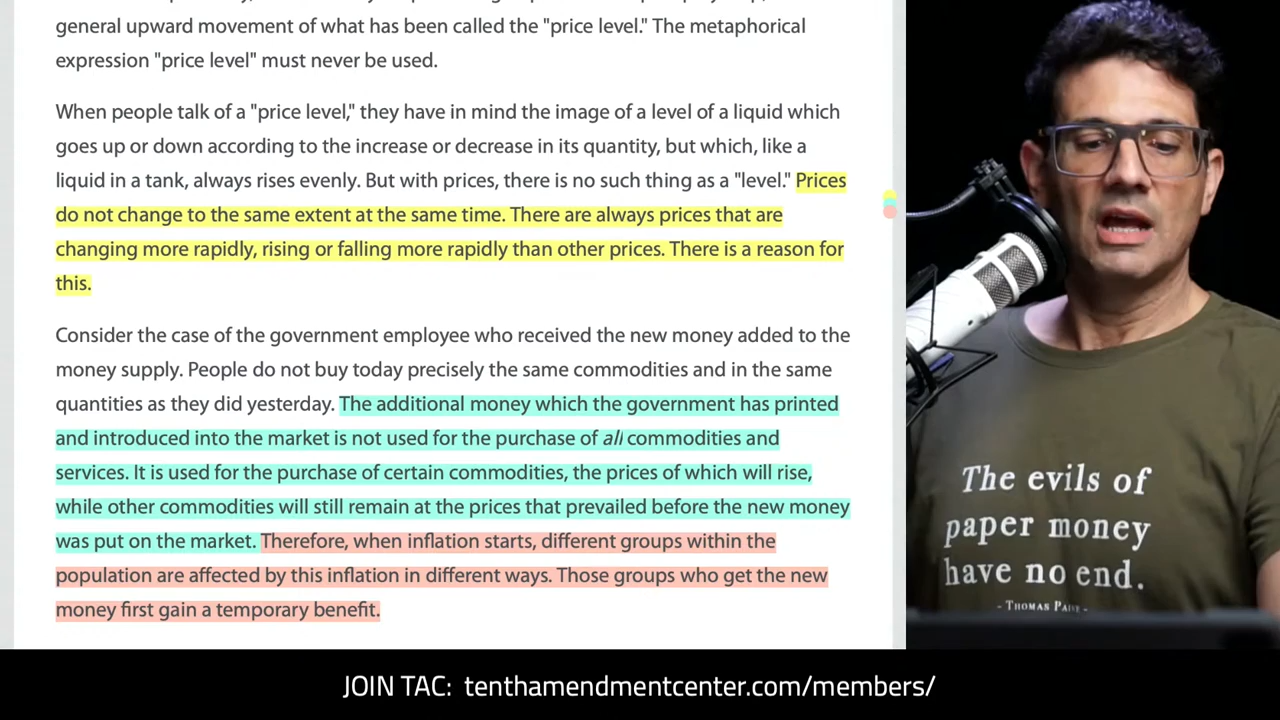 general upward movement of what has been called the "price level." The metaphorical
expression "price level" must never be used.
When people talk of a "price level," they have in mind the image of a level of a liquid which
goes up or down according to the increase or decrease in its quantity, but which, like a
liquid in a tank, always rises evenly. But with prices, there is no such thing as a "level." Prices
do not change to the same extent at the same time. There are always prices that are
changing more rapidly, rising or falling more rapidly than other prices. There is a reason for
this.
Consider the case of the government employee who received the new money added to the
money supply. People do not buy today precisely the same commodities and in the same
quantities as they did yesterday. The additional money which the government has printed
and introduced into the market is not used for the purchase of all commodities and
services. It is used for the purchase of certain commodities, the prices of which will rise,
while other commodities will still remain at the prices that prevailed before the new money
was put on the market. Therefore, when inflation starts, different groups within the
population are affected by this inflation in different ways. Those groups who get the new
money first gain a temporary benefit.
The evils of
paper money
have no end.
- Thomas Paine -
JOIN TAC: tenthamendmentcenter.com/members/